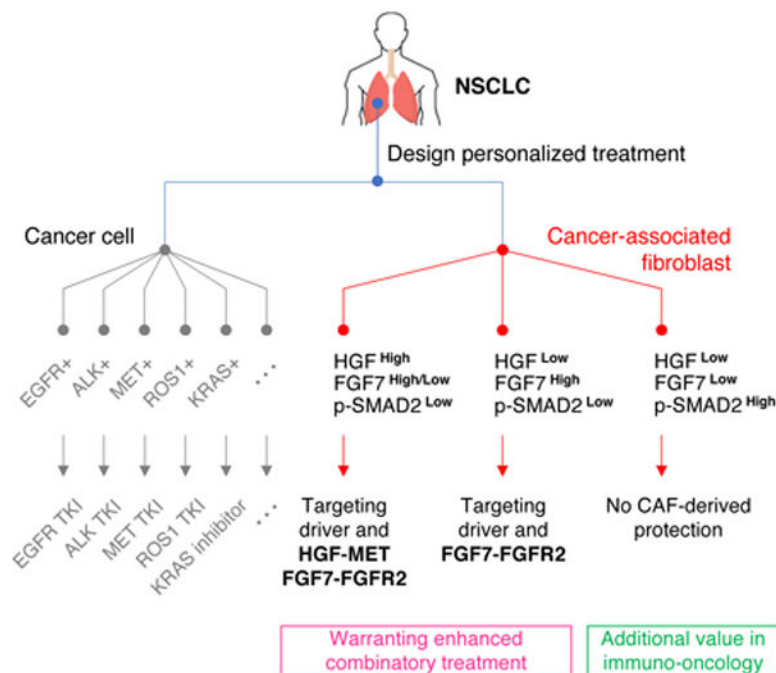 NSCLC
Design personalized treatment
Cancer cell
Cancer-associated
fibroblast
EGFR+
ALK+
MET+
ROS1+
KRAS+
...
HGF High
FGF7 High/Low
p-SMAD2 Low
HGF Low
FGF7 High
p-SMAD2 Low
HGF Low
FGF7 Low
p-SMAD2 High
EGFR TKI
ALK TKI
MET TKI
ROS1 TKI
KRAS inhibitor
...
Targeting
driver and
HGF-MET
FGF7-FGFR2
Targeting
driver and
FGF7-FGFR2
No CAF-derived
protection
Warranting enhanced
combinatory treatment
Additional value in
immuno-oncology